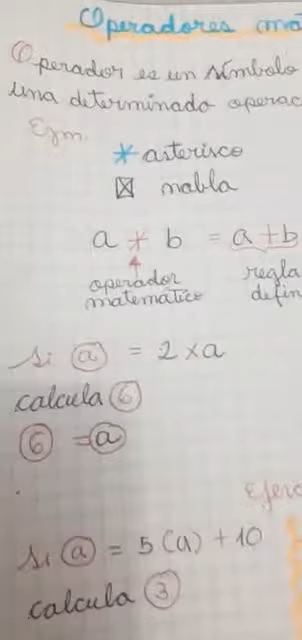 Operadores má
Operador es un símbolo
una determinado operac
Ejm.
* asterisco
☒ nabla
a * b = a + b
operador regla
matemático defin
Si ⓐ = 2 x a
calcula ⑥
⑥ = ⓐ
Ejerc
Si ⓐ = 5 (a) + 10
calcula ③